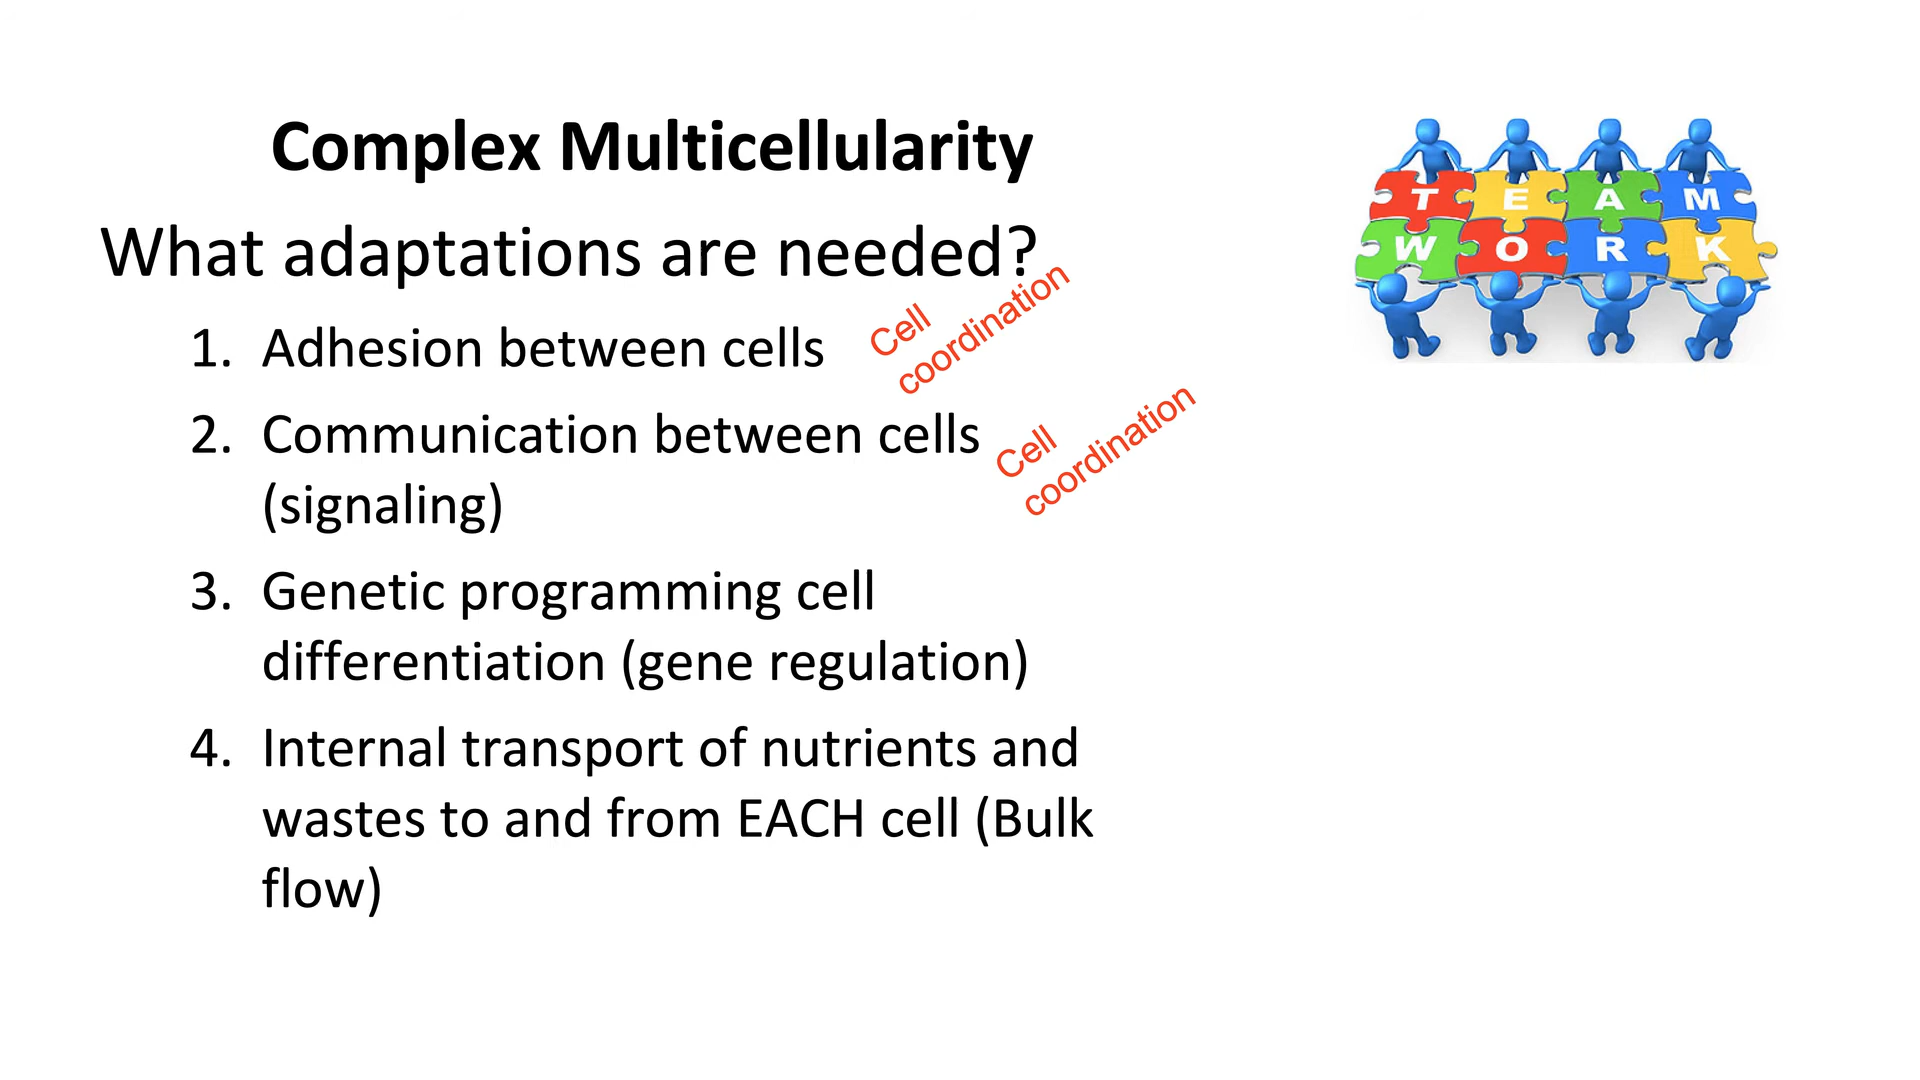 Complex Multicellularity
What adaptations are needed?
1. Adhesion between cells
Cell
coordination
2. Communication between cells
(signaling)
Cell
coordination
3. Genetic programming cell
differentiation (gene regulation)
4. Internal transport of nutrients and
wastes to and from EACH cell (Bulk
flow)
TEAM
WORK